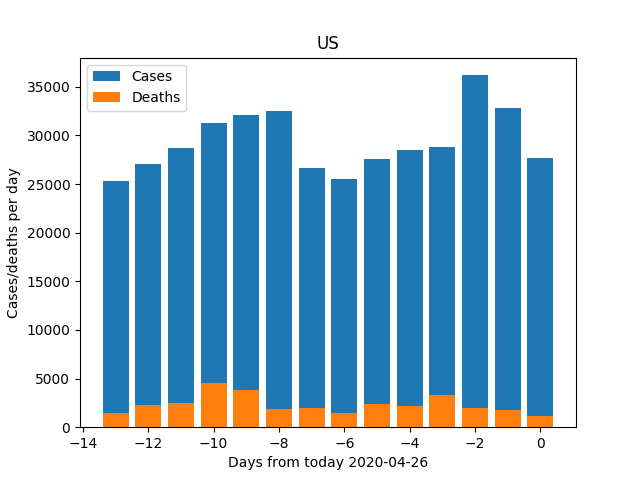 US
Cases
Deaths
35000
30000
25000
20000
15000
10000
5000
0
Cases/deaths per day
−14 −12 −10 −8 −6 −4 −2 0
Days from today 2020-04-26